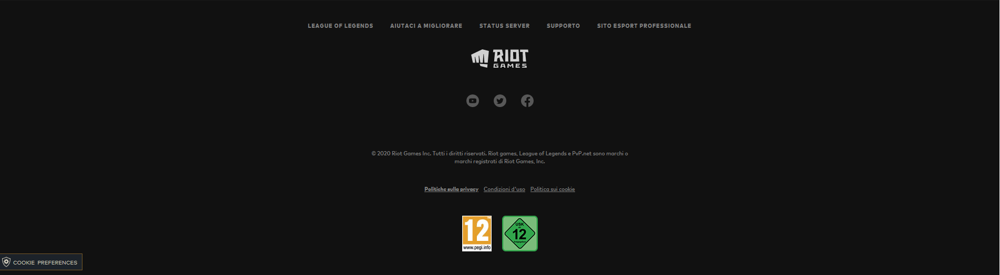 LEAGUE OF LEGENDS AIUTACI A MIGLIORARE STATUS SERVER SUPPORTO SITO ESPORT PROFESSIONALE
RIOT
GAMES
© 2020 Riot Games Inc. Tutti i diritti riservati. Riot games, League of Legends e PvP.net sono marchi o
marchi registrati di Riot Games, Inc.
Politiche sulla privacy Condizioni d'uso Politica sui cookie
12
www.pegi.info
USK
ab
12
freigegeben
COOKIE PREFERENCES